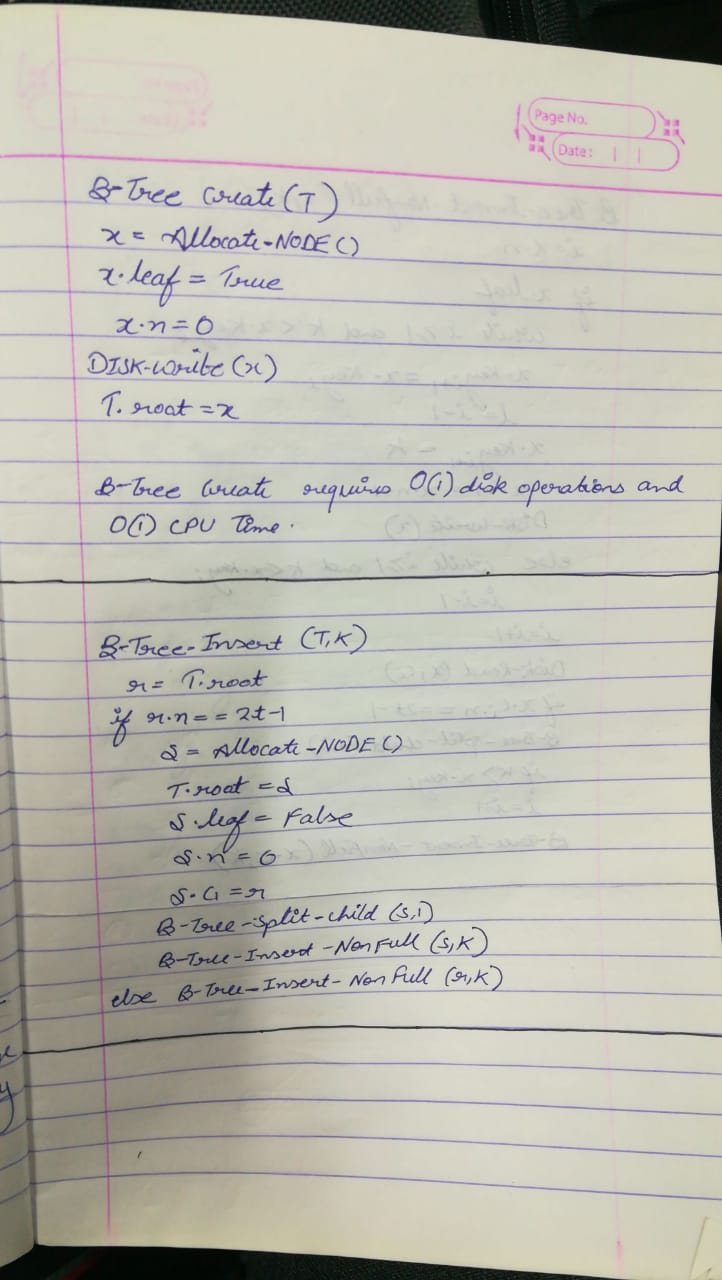 Page No.
Date:
B-Tree Create (T)
x = Allocate-NODE()
x.leaf = True
x.n=0
DISK-write (x)
T.root =x
B-Tree Create requires O(1) disk operations and
O(1) CPU Time.
B-Tree-Insert (T,K)
r= T.root
if r.n== 2t-1
S = Allocate-NODE()
T.root =S
S.leaf= False
S.n=0
S.C1 =r
B-Tree-Split-child (S,1)
B-Tree-Insert-NonFull (S,K)
else B-Tree-Insert-NonFull (r,K)